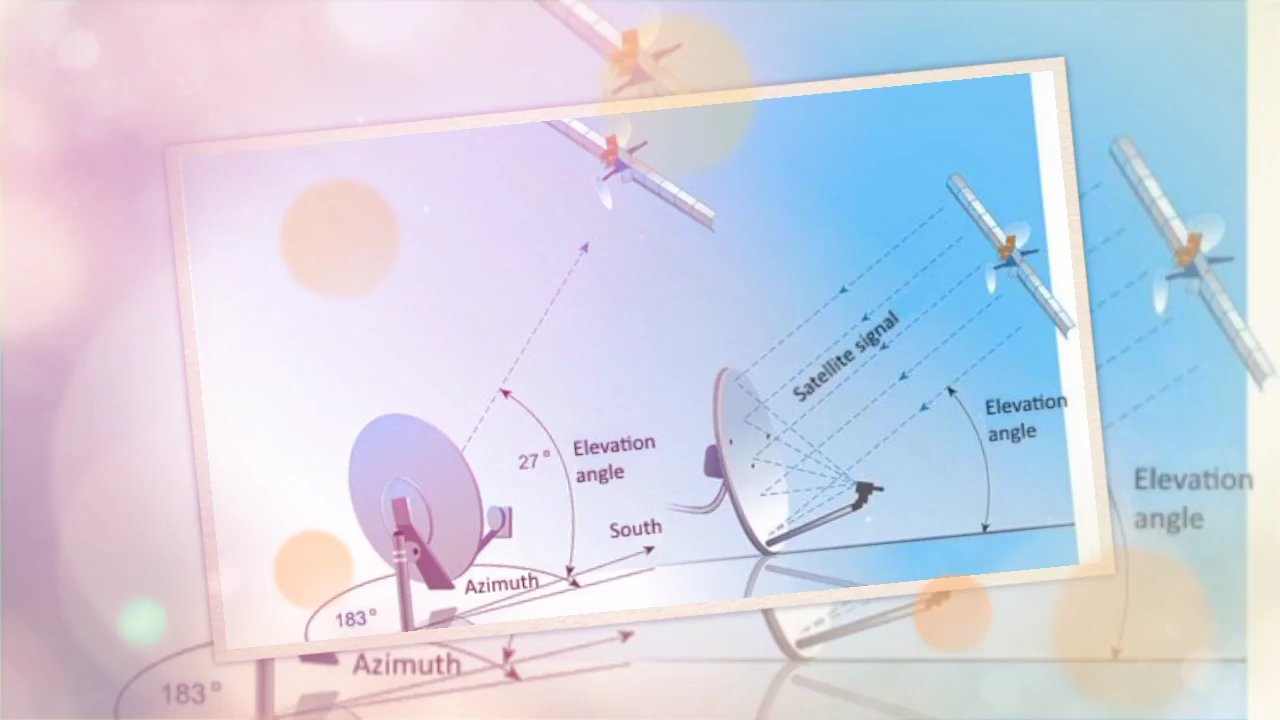 Satellite signal
Elevation
angle
27°
Elevation
angle
South
Azimuth
183°
Elevation
angle
Azimuth
183°